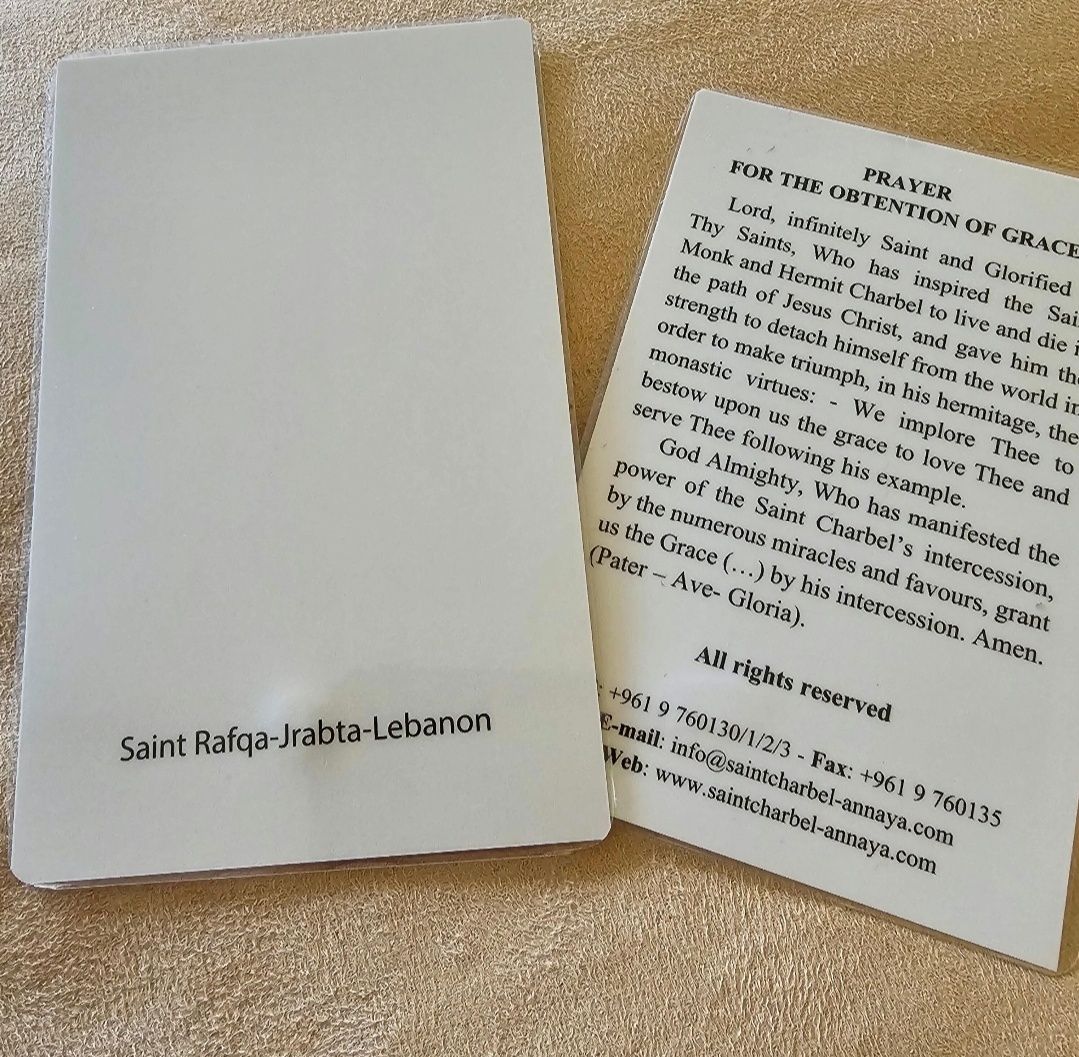 Saint Rafqa-Jrabta-Lebanon
PRAYER
FOR THE OBTENTION OF GRACE
Lord, infinitely Saint and Glorified
Thy Saints, Who has inspired the
Monk and Hermit Charbel to live and die
the path of Jesus Christ, and gave him
strength to detach himself from the world in
order to make triumph, in his hermitage, the
monastic virtues: - We implore Thee to
bestow upon us the grace to love Thee and
serve Thee following his example.
God Almighty, Who has manifested the
power of the Saint Charbel's intercession,
by the numerous miracles and favours, grant
us the Grace (...) by his intercession. Amen.
(Pater – Ave- Gloria).
All rights reserved
: +961 9 760130/1/2/3 - Fax: +961 9 760135
E-mail: info@saintcharbel-annaya.com
Web: www.saintcharbel-annaya.com